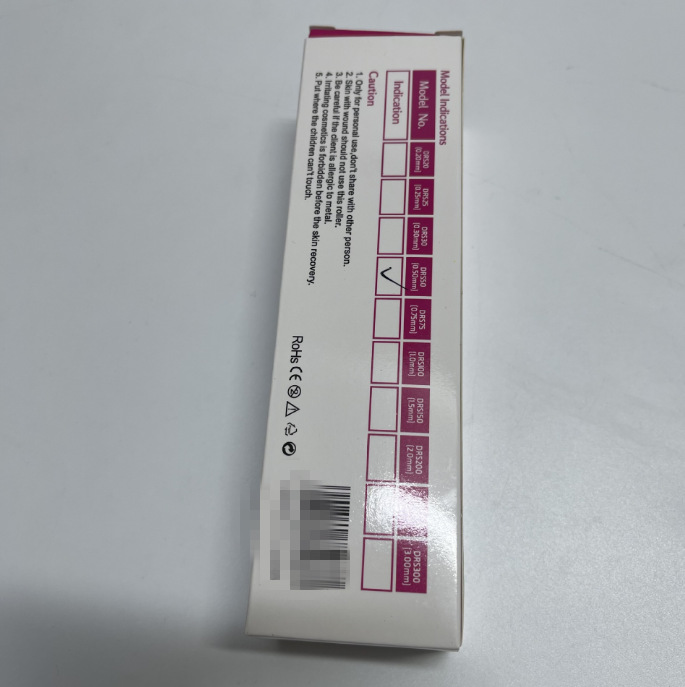 Model Indications
Model No.
DRS20 (0.20mm)
DRS25 (0.25mm)
DRS30 (0.30mm)
DRS50 (0.50mm)
DRS75 (0.75mm)
DRS100 (1.0mm)
DRS150 (1.5mm)
DRS200 (2.0mm)
DRS300 (3.00mm)
Indication
Caution
1. Only for personal use,don't share with other person.
2. Skin with wound should not use this roller.
3. Be careful if the client is allergic to metal.
4. Irritating cosmetics is forbidden before the skin recovery.
5. Put where the children can't touch.
RoHS CE